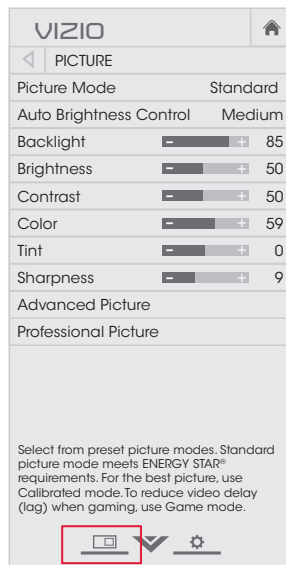 VIZIO
PICTURE
Picture Mode Standard
Auto Brightness Control Medium
Backlight - + 85
Brightness - + 50
Contrast - + 50
Color - + 59
Tint - + 0
Sharpness - + 9
Advanced Picture
Professional Picture
Select from preset picture modes. Standard
picture mode meets ENERGY STAR®
requirements. For the best picture, use
Calibrated mode. To reduce video delay
(lag) when gaming, use Game mode.